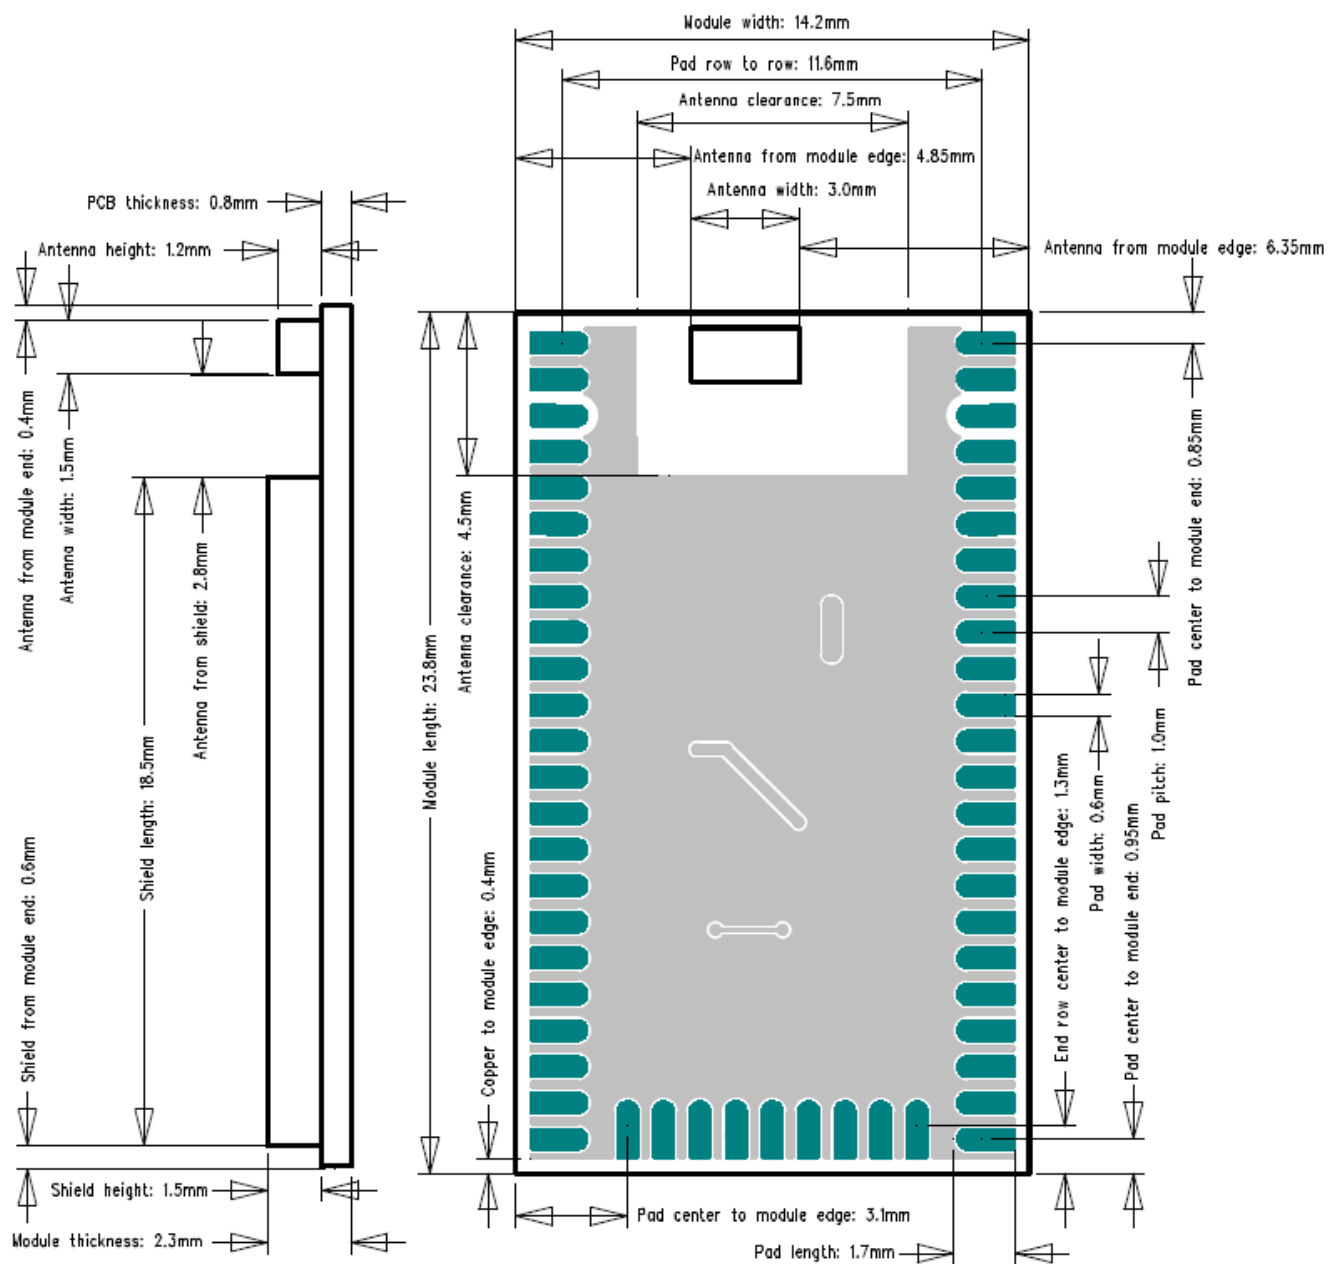 Module width: 14.2mm
Pad row to row: 11.6mm
Antenna clearance: 7.5mm
Antenna from module edge: 4.85mm
Antenna width: 3.0mm
PCB thickness: 0.8mm
Antenna height: 1.2mm
Antenna from module edge: 6.35mm
Antenna from module end: 0.4mm
Antenna width: 1.5mm
Antenna from shield: 2.8mm
Shield length: 18.5mm
Shield from module end: 0.6mm
Module length: 23.8mm
Antenna clearance: 4.5mm
Copper to module edge: 0.4mm
Pad center to module end: 0.85mm
Pad pitch: 1.0mm
Pad width: 0.6mm
End row center to module edge: 1.3mm
Pad center to module end: 0.95mm
Shield height: 1.5mm
Module thickness: 2.3mm
Pad center to module edge: 3.1mm
Pad length: 1.7mm